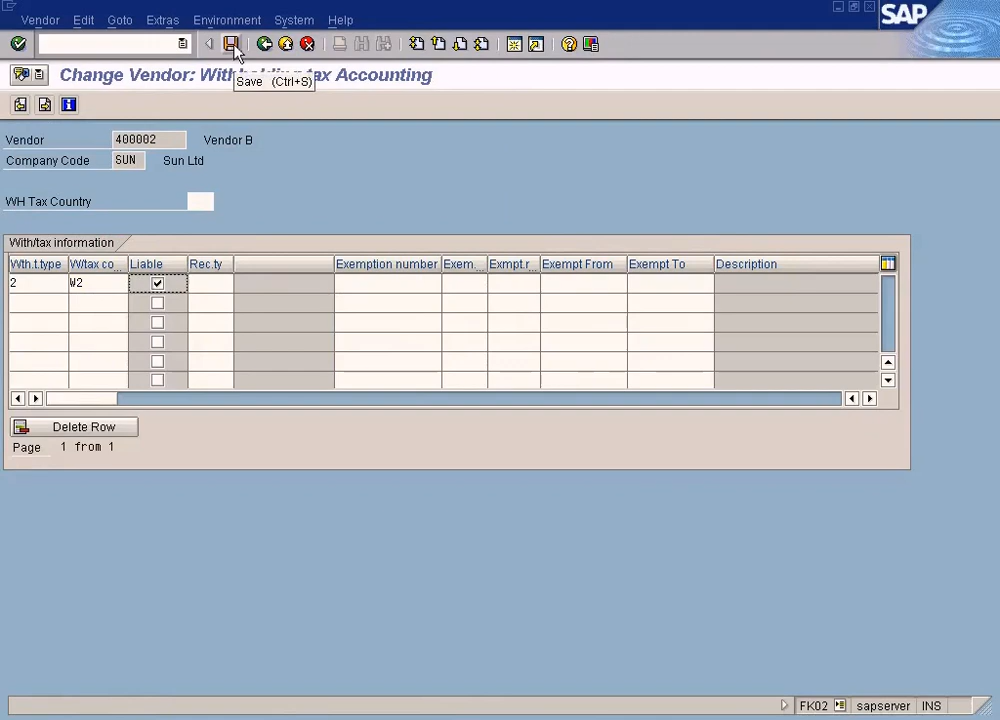 Vendor Edit Goto Extras Environment System Help
SAP
Change Vendor: Withholding tax Accounting
Save (Ctrl+S)
Vendor 400002 Vendor B
Company Code SUN Sun Ltd
WH Tax Country
With/tax information
Wth.t.type W/tax co... Liable Rec.ty Exemption number Exem... Exmpt.r... Exempt From Exempt To Description
2 W2
Delete Row
Page 1 from 1
FK02 sapserver INS